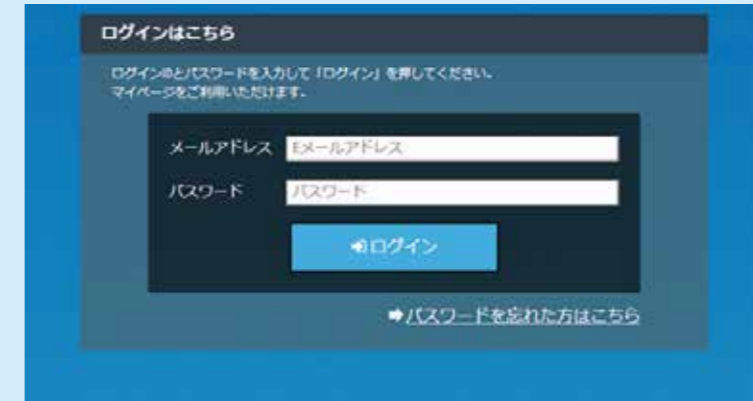 ログインはこちら
ログインIDとパスワードを入力して「ログイン」を押してください。
マイページをご利用いただけます。
メールアドレス Eメールアドレス
パスワード パスワード
ログイン
パスワードを忘れた方はこちら